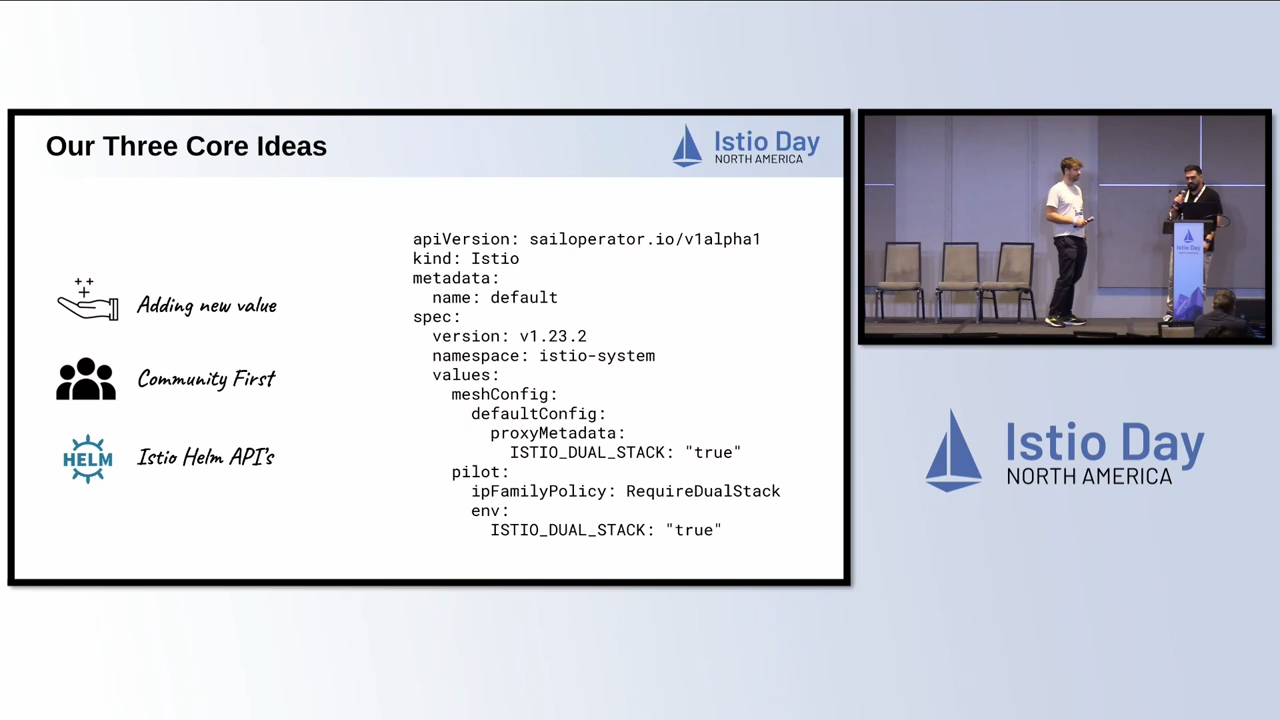 Our Three Core Ideas
Istio Day
NORTH AMERICA
Adding new value
Community First
HELM
Istio Helm API's
apiVersion: sailoperator.io/v1alpha1
kind: Istio
metadata:
  name: default
spec:
  version: v1.23.2
  namespace: istio-system
  values:
    meshConfig:
      defaultConfig:
        proxyMetadata:
          ISTIO_DUAL_STACK: "true"
    pilot:
      ipFamilyPolicy: RequireDualStack
      env:
        ISTIO_DUAL_STACK: "true"
Istio Day
Istio Day
NORTH AMERICA